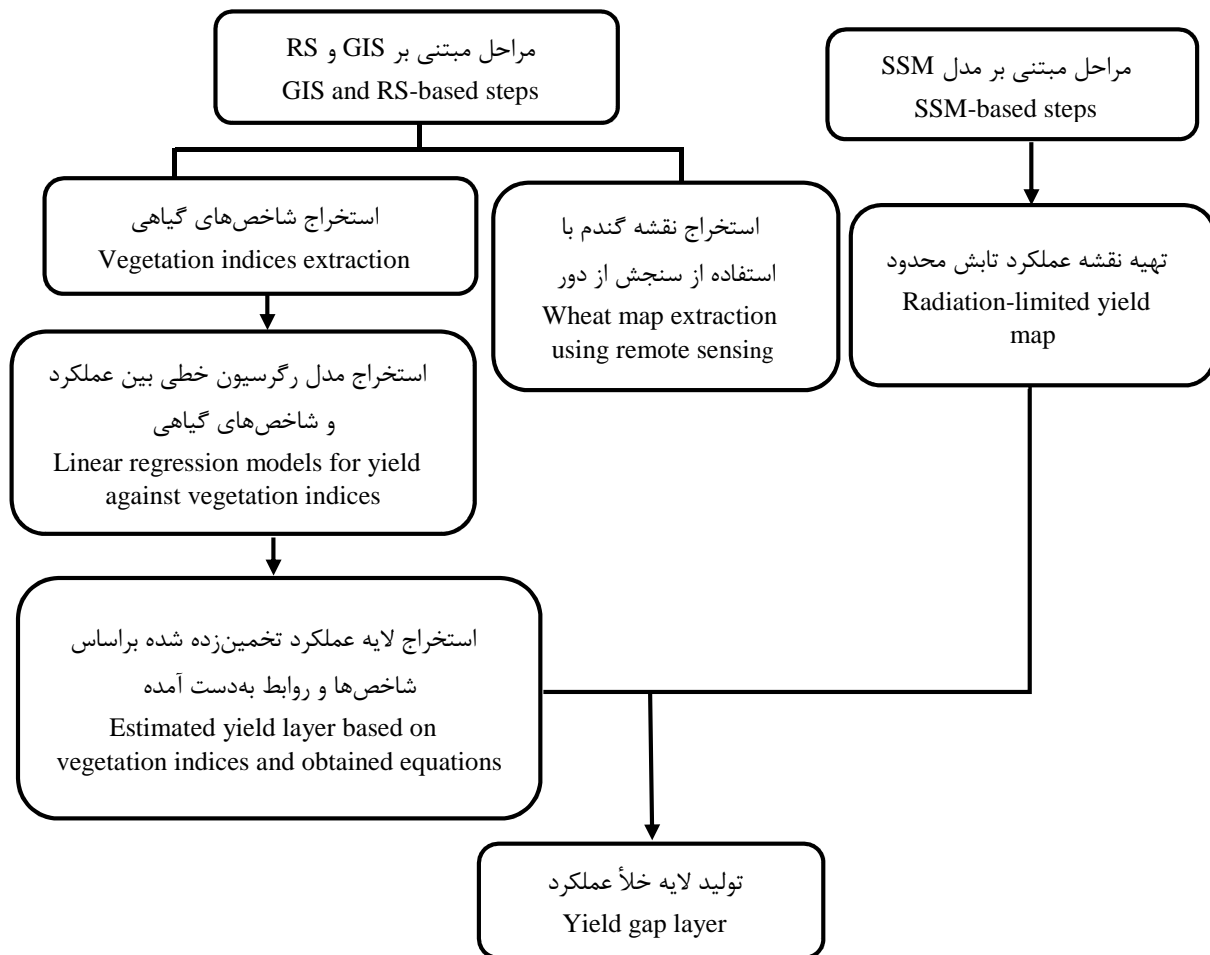 مراحل مبتنی بر GIS و RS
GIS and RS-based steps
مراحل مبتنی بر مدل SSM
SSM-based steps
استخراج شاخص‌های گیاهی
Vegetation indices extraction
استخراج نقشه گندم با
استفاده از سنجش از دور
Wheat map extraction
using remote sensing
تهیه نقشه عملکرد تابش محدود
Radiation-limited yield
map
استخراج مدل رگرسیون خطی بین عملکرد
و شاخص‌های گیاهی
Linear regression models for yield
against vegetation indices
استخراج لایه عملکرد تخمین‌زده شده براساس
شاخص‌ها و روابط به‌دست آمده
Estimated yield layer based on
vegetation indices and obtained equations
تولید لایه خلأ عملکرد
Yield gap layer